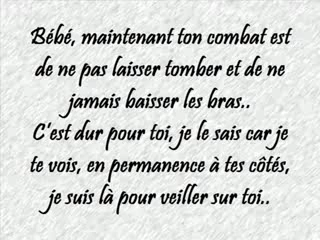 Bébé, maintenant ton combat est
de ne pas laisser tomber et de ne
jamais baisser les bras..
C'est dur pour toi, je le sais car je
te vois, en permanence à tes côtés,
je suis là pour veiller sur toi..